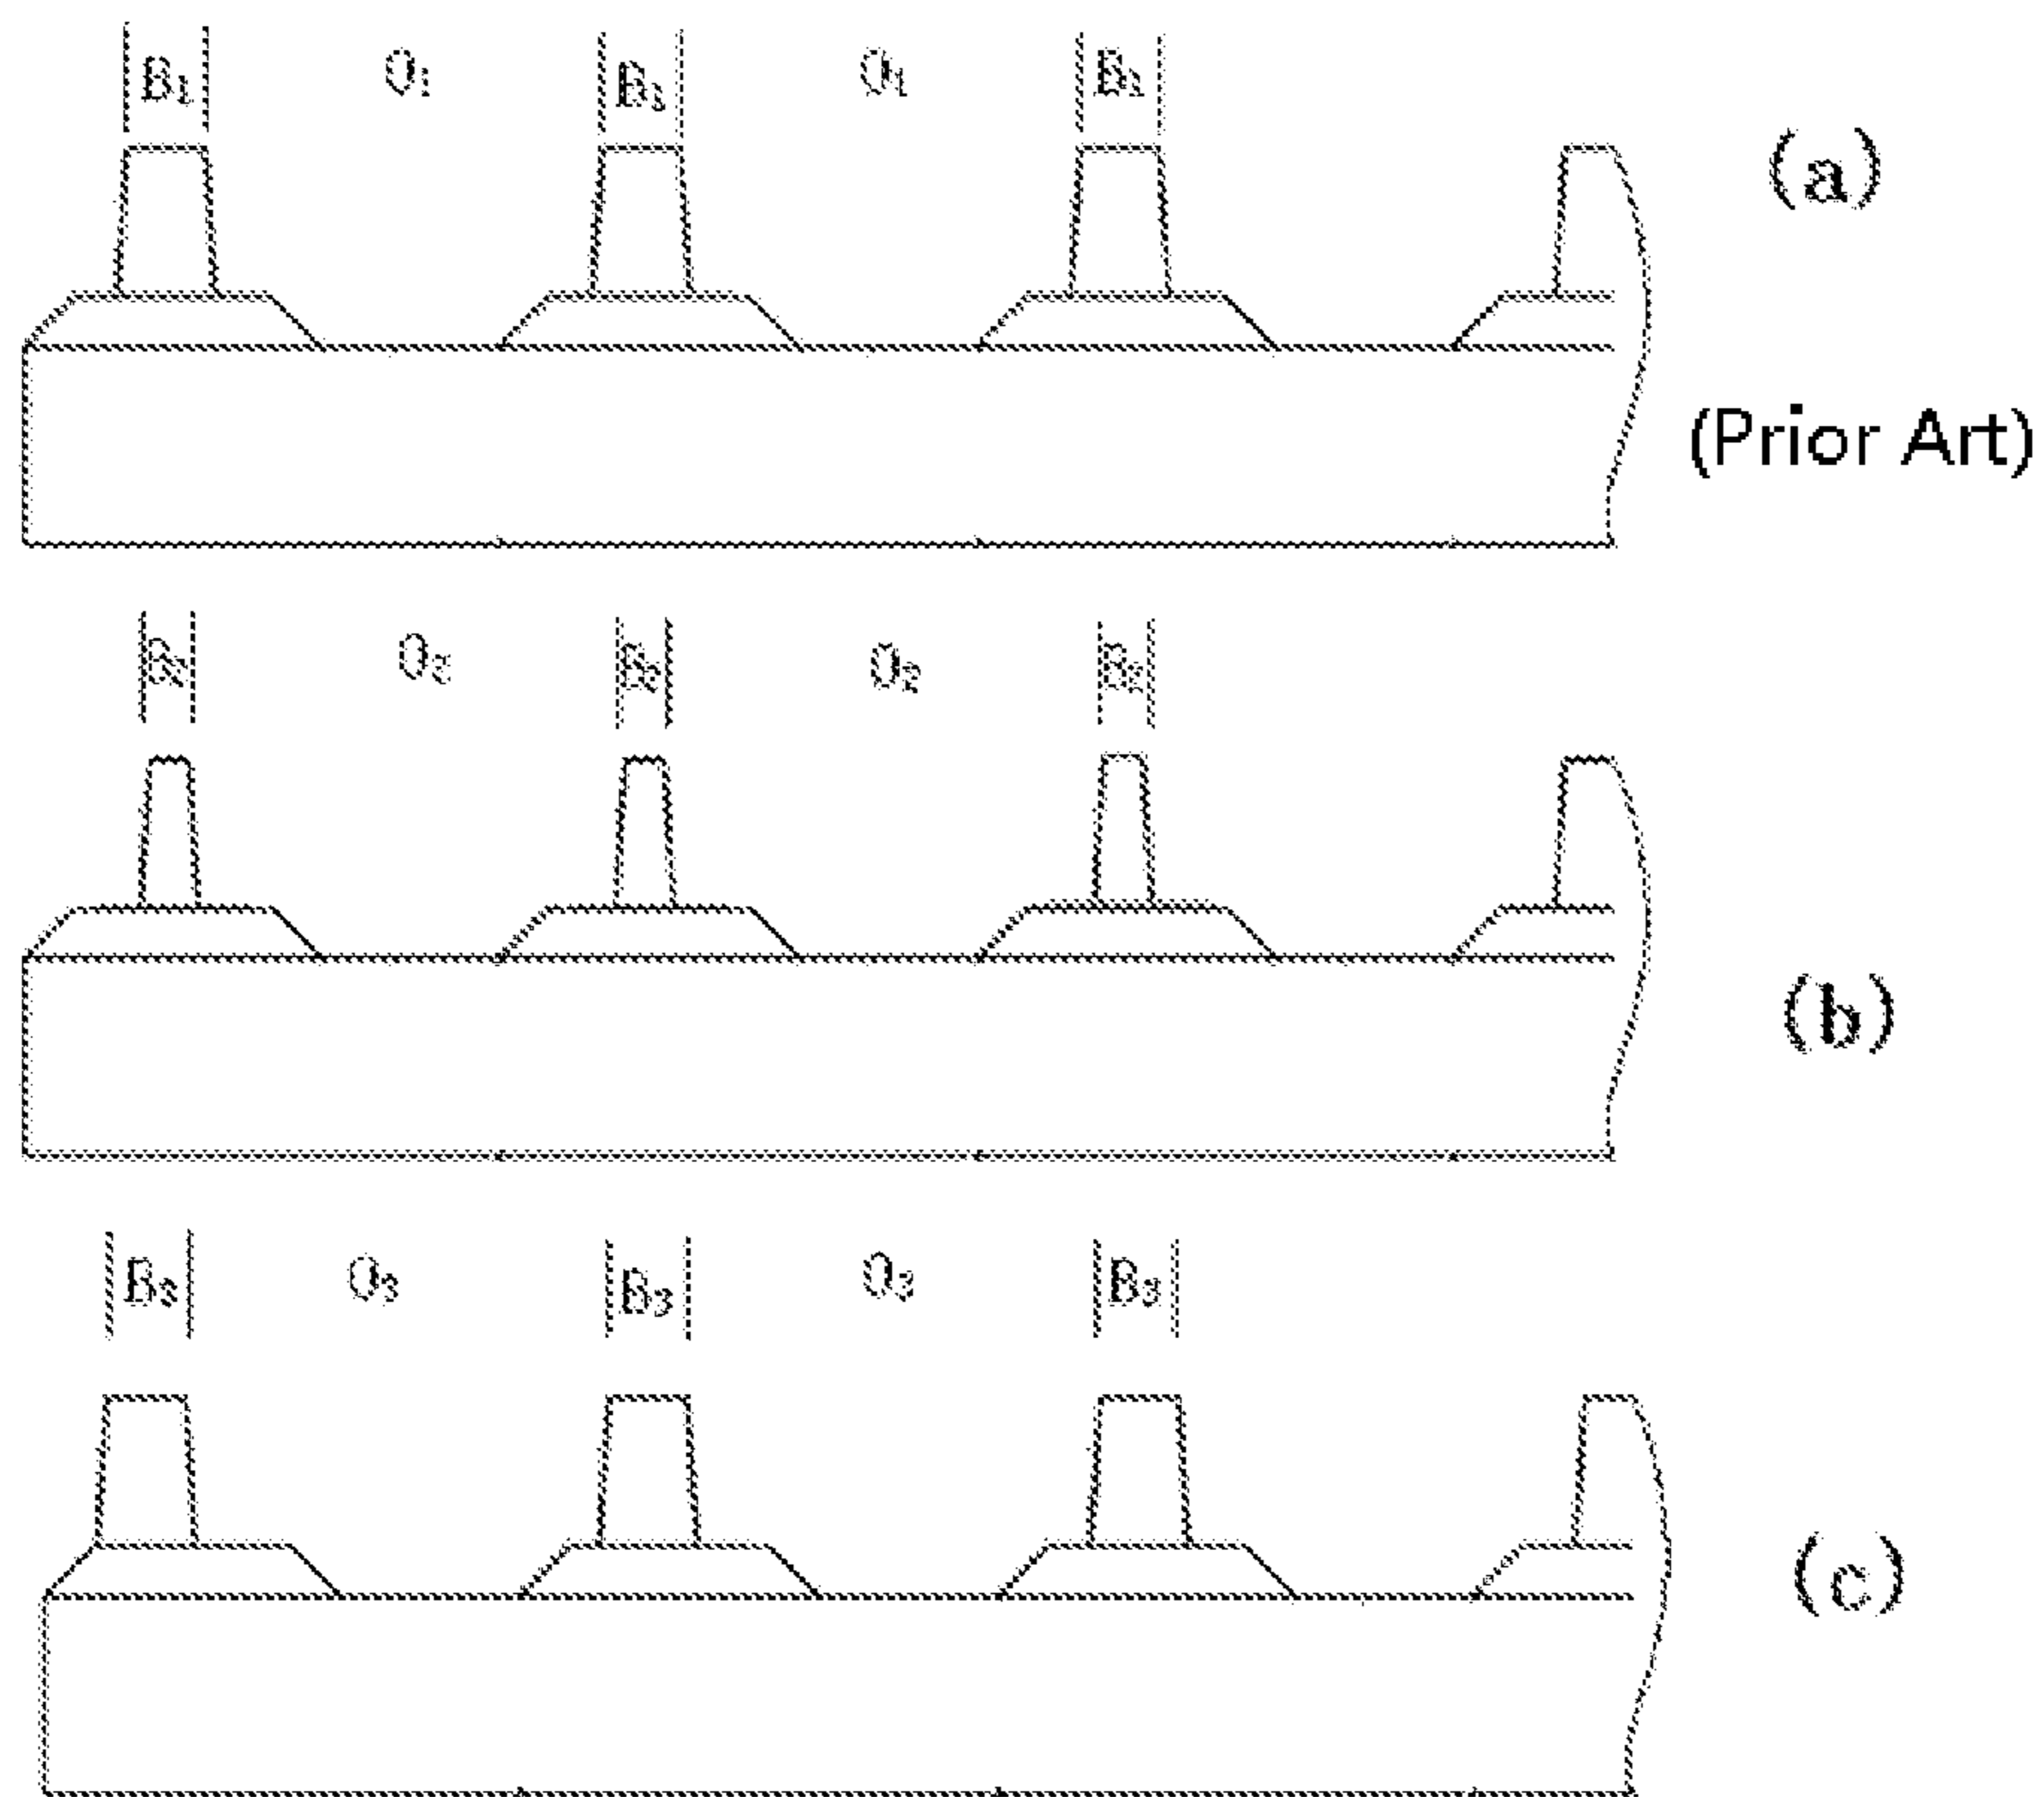 B₁ O₁ B₁ O₁ B₁
(a)
(Prior Art)
B₂ O₂ B₂ O₂ B₂
(b)
B₃ O₃ B₃ O₃ B₃
(c)